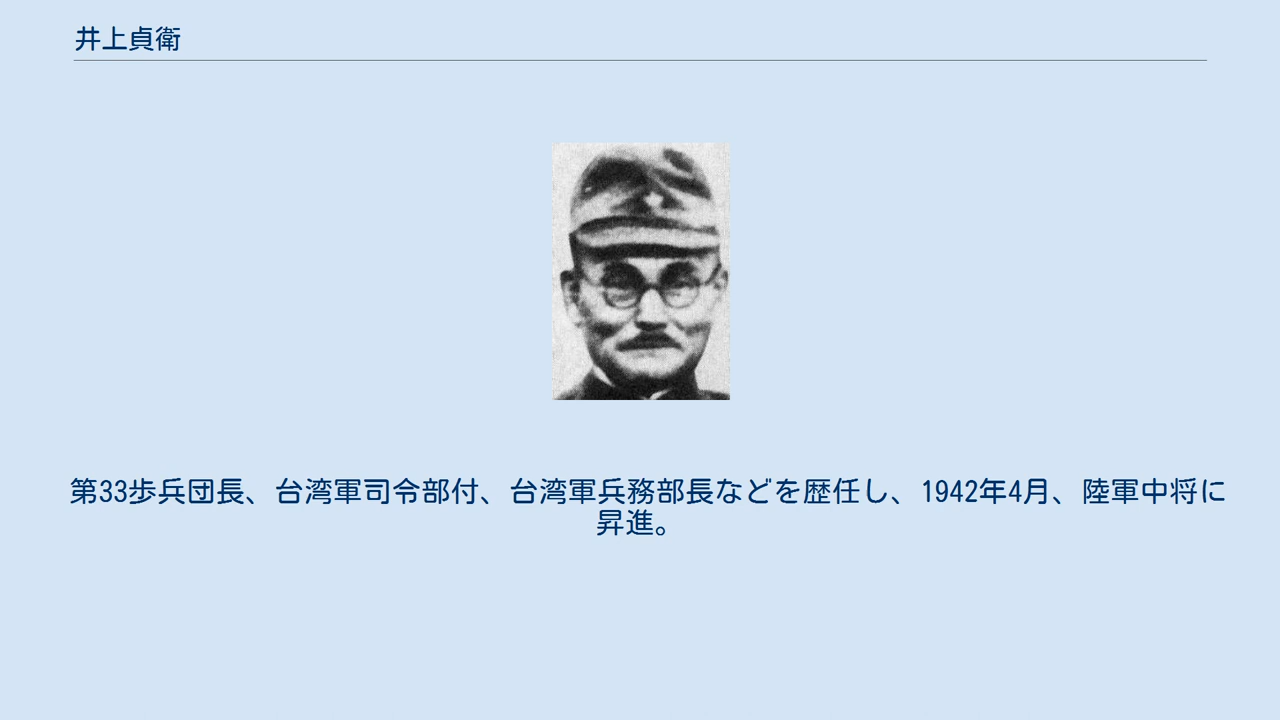 井上貞衛
第33歩兵団長、台湾軍司令部付、台湾軍兵務部長などを歴任し、1942年4月、陸軍中将に
昇進。